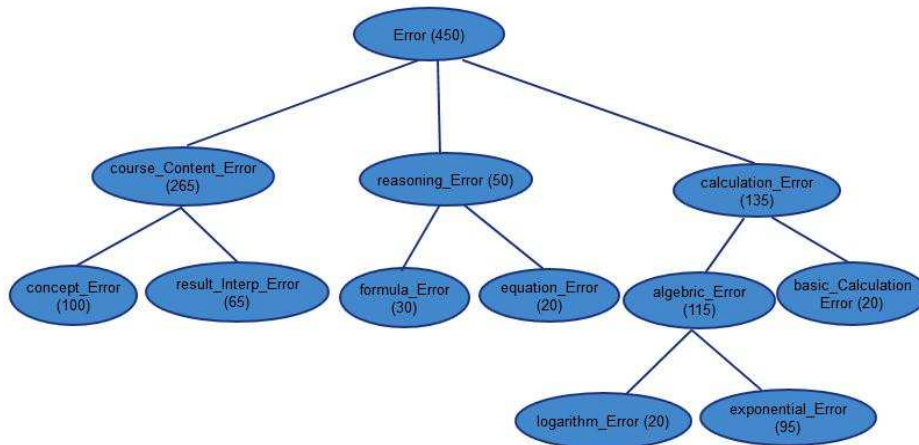 Error (450)
course_Content_Error
(265)
reasoning_Error (50)
calculation_Error
(135)
concept_Error
(100)
result_Interp_Error
(65)
formula_Error
(30)
equation_Error
(20)
algebric_Error
(115)
basic_Calculation
Error (20)
logarithm_Error (20)
exponential_Error
(95)